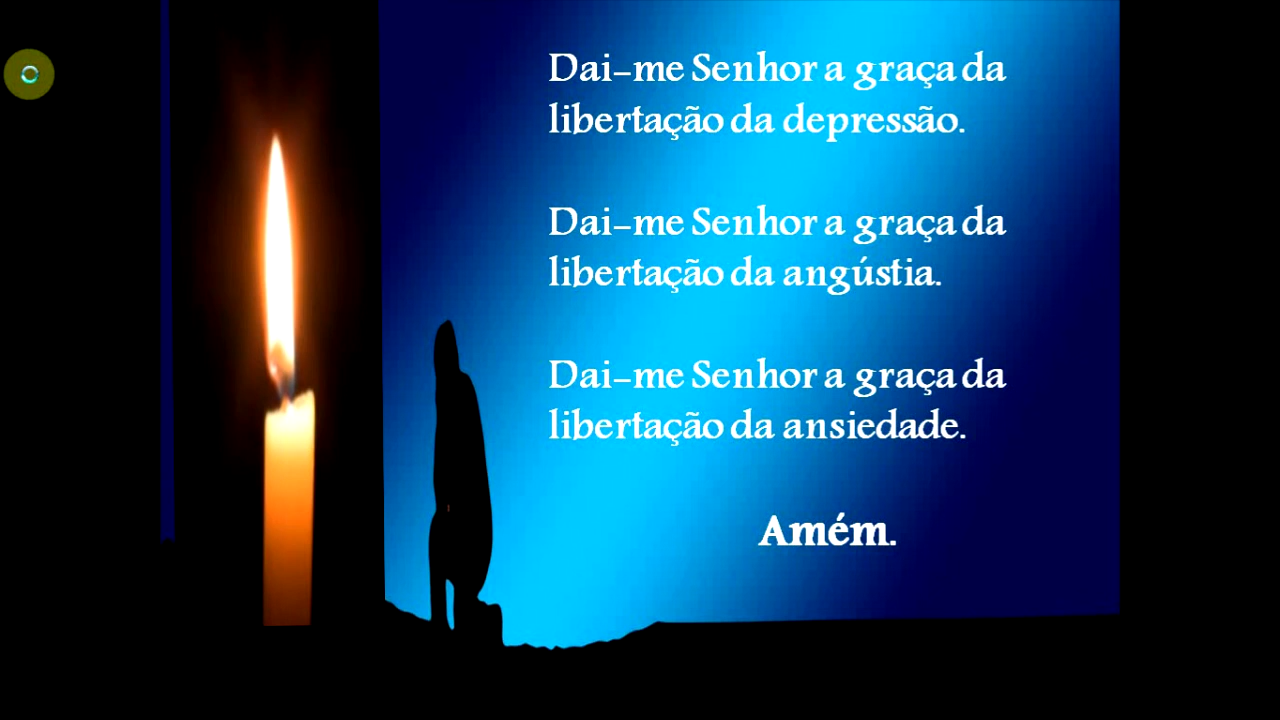 Dai-me Senhor a graça da
libertação da depressão.
Dai-me Senhor a graça da
libertação da angústia.
Dai-me Senhor a graça da
libertação da ansiedade.
Amém.